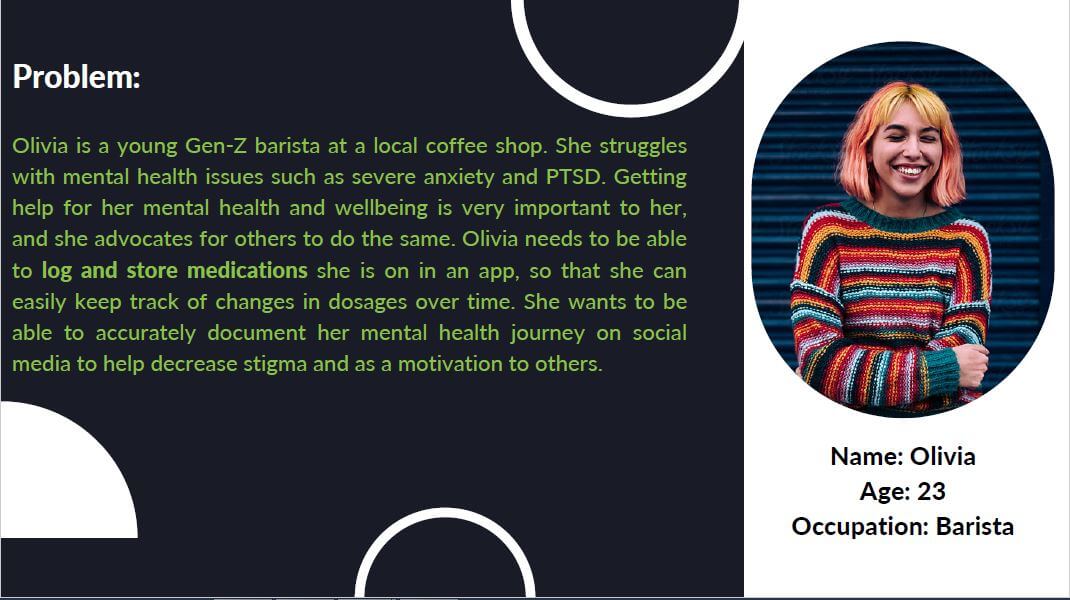 Problem:
Olivia is a young Gen-Z barista at a local coffee shop. She struggles
with mental health issues such as severe anxiety and PTSD. Getting
help for her mental health and wellbeing is very important to her,
and she advocates for others to do the same. Olivia needs to be able
to log and store medications she is on in an app, so that she can
easily keep track of changes in dosages over time. She wants to be
able to accurately document her mental health journey on social
media to help decrease stigma and as a motivation to others.
Name: Olivia
Age: 23
Occupation: Barista